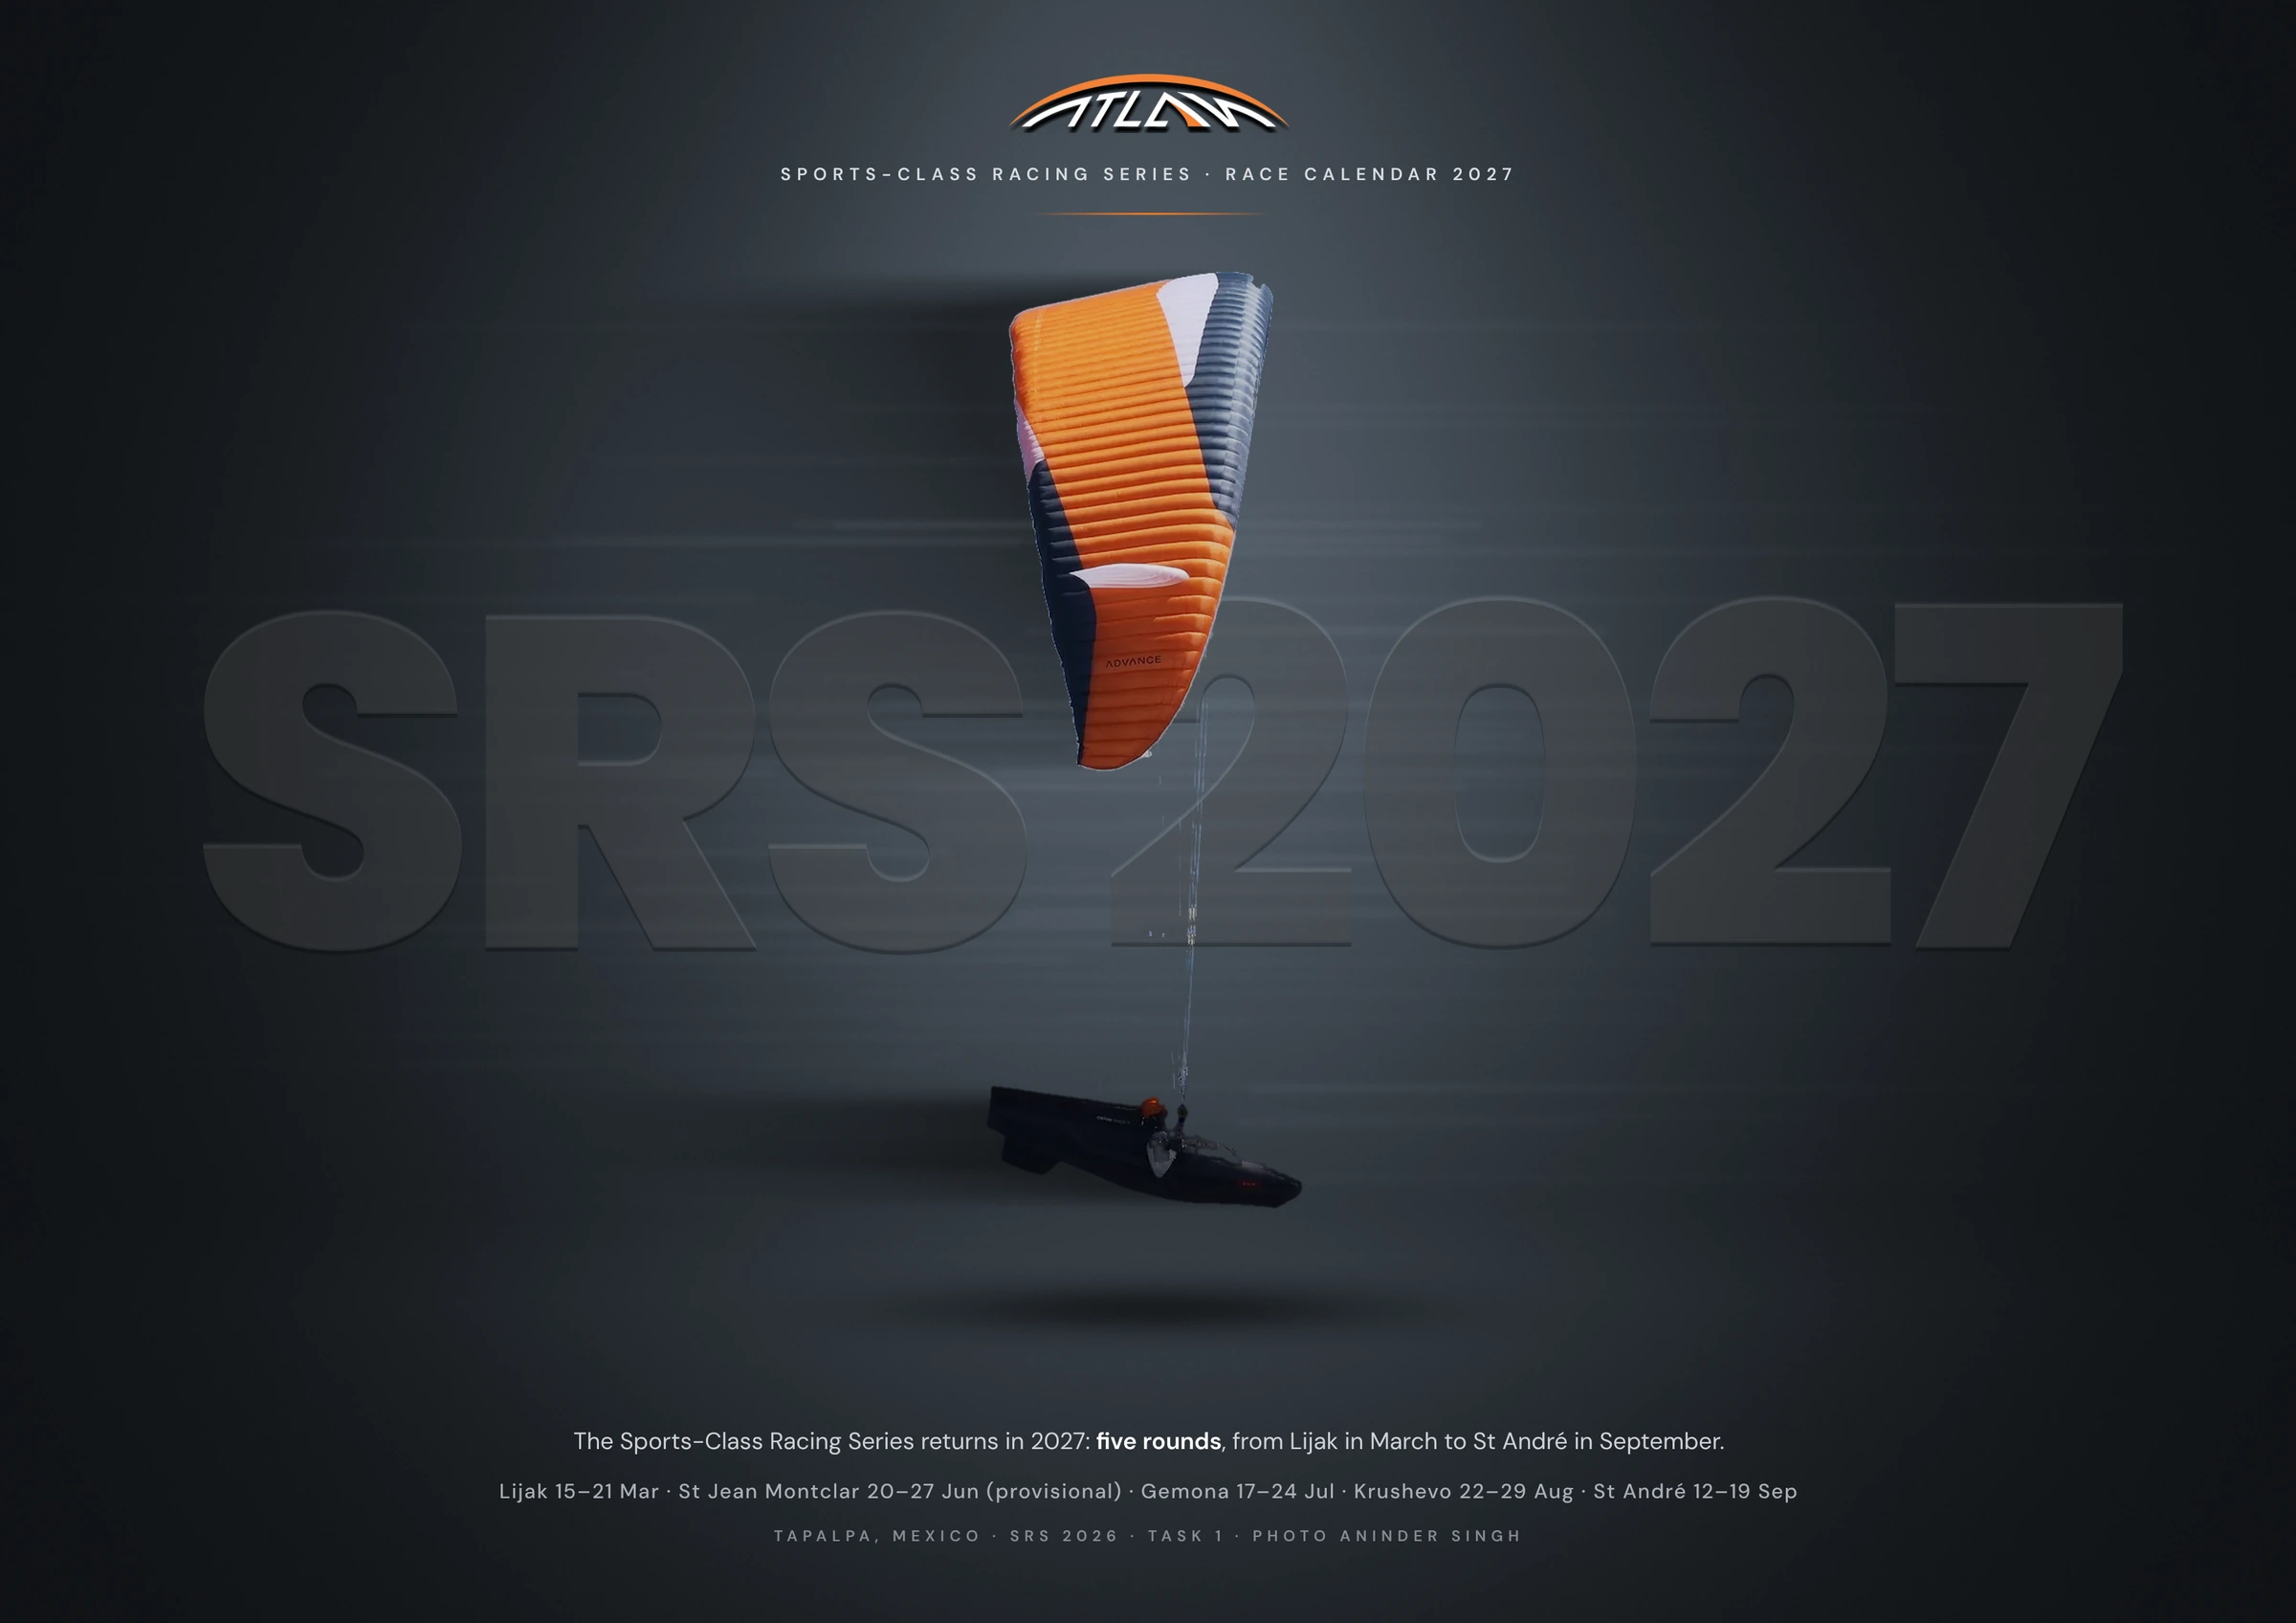 ATLAW
SPORTS-CLASS RACING SERIES · RACE CALENDAR 2027
ADVANCE
SRS 2027
The Sports-Class Racing Series returns in 2027: five rounds, from Lijak in March to St André in September.
Lijak 15–21 Mar · St Jean Montclar 20–27 Jun (provisional) · Gemona 17–24 Jul · Krushevo 22–29 Aug · St André 12–19 Sep
TAPALPA, MEXICO · SRS 2026 · TASK 1 · PHOTO ANINDER SINGH